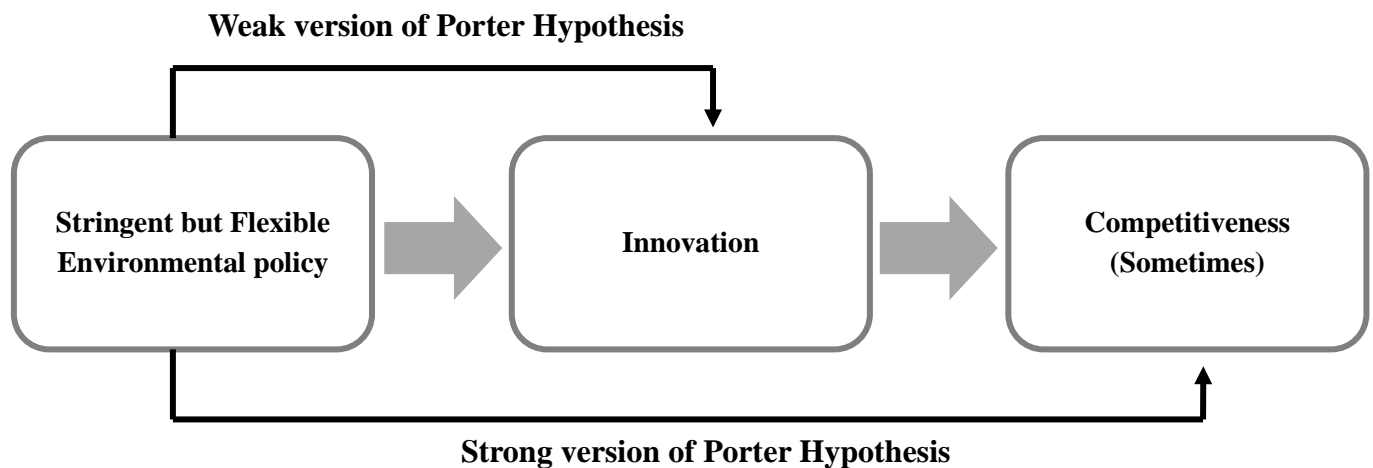 Weak version of Porter Hypothesis
Stringent but Flexible
Environmental policy
Innovation
Competitiveness
(Sometimes)
Strong version of Porter Hypothesis